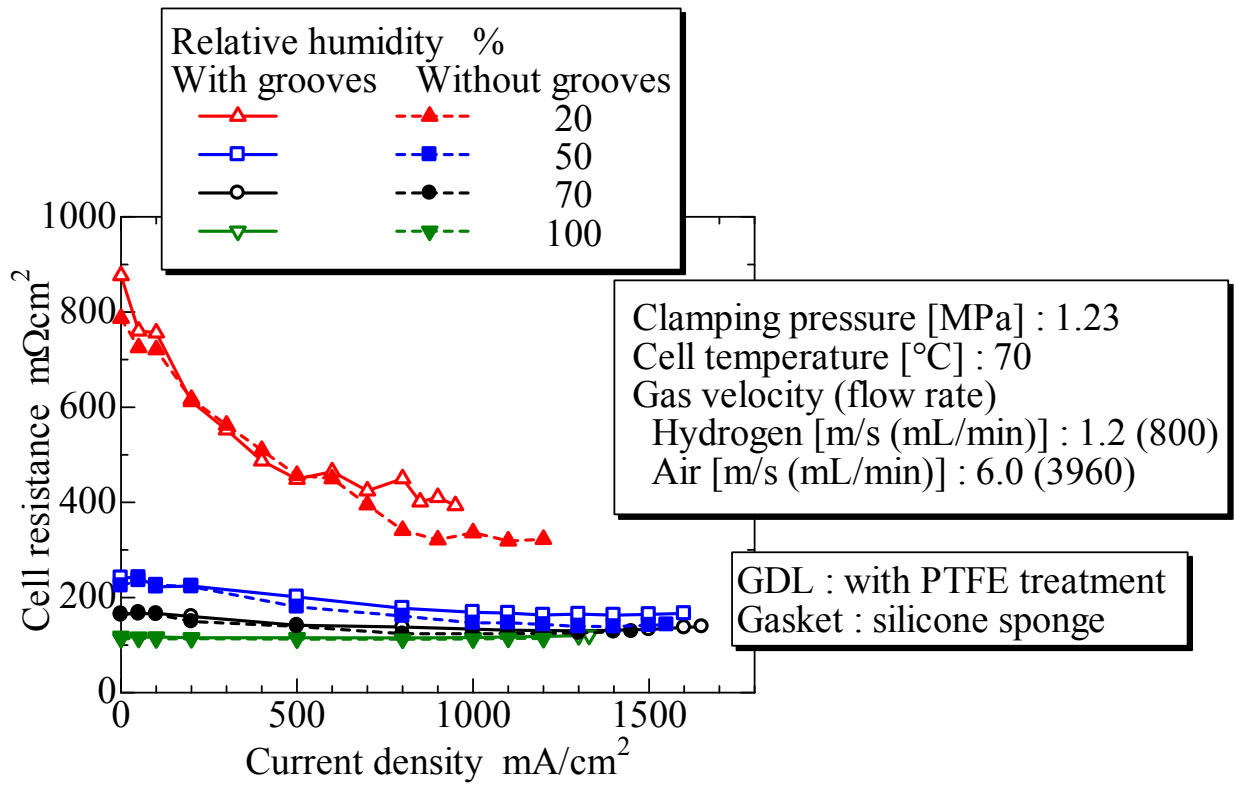 Relative humidity %
With grooves Without grooves
20
50
70
100
1000
800
600
400
200
0
Cell resistance mΩcm²
0 500 1000 1500
Current density mA/cm²
Clamping pressure [MPa] : 1.23
Cell temperature [°C] : 70
Gas velocity (flow rate)
Hydrogen [m/s (mL/min)] : 1.2 (800)
Air [m/s (mL/min)] : 6.0 (3960)
GDL : with PTFE treatment
Gasket : silicone sponge